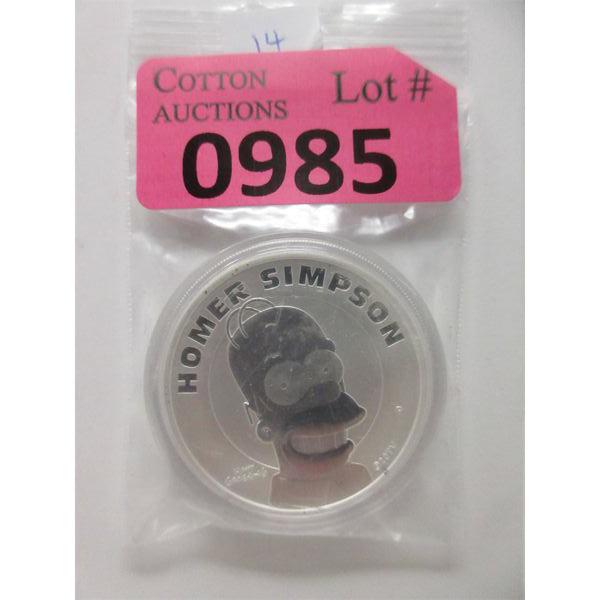 14
COTTON
AUCTIONS
Lot #
0985
HOMER SIMPSON